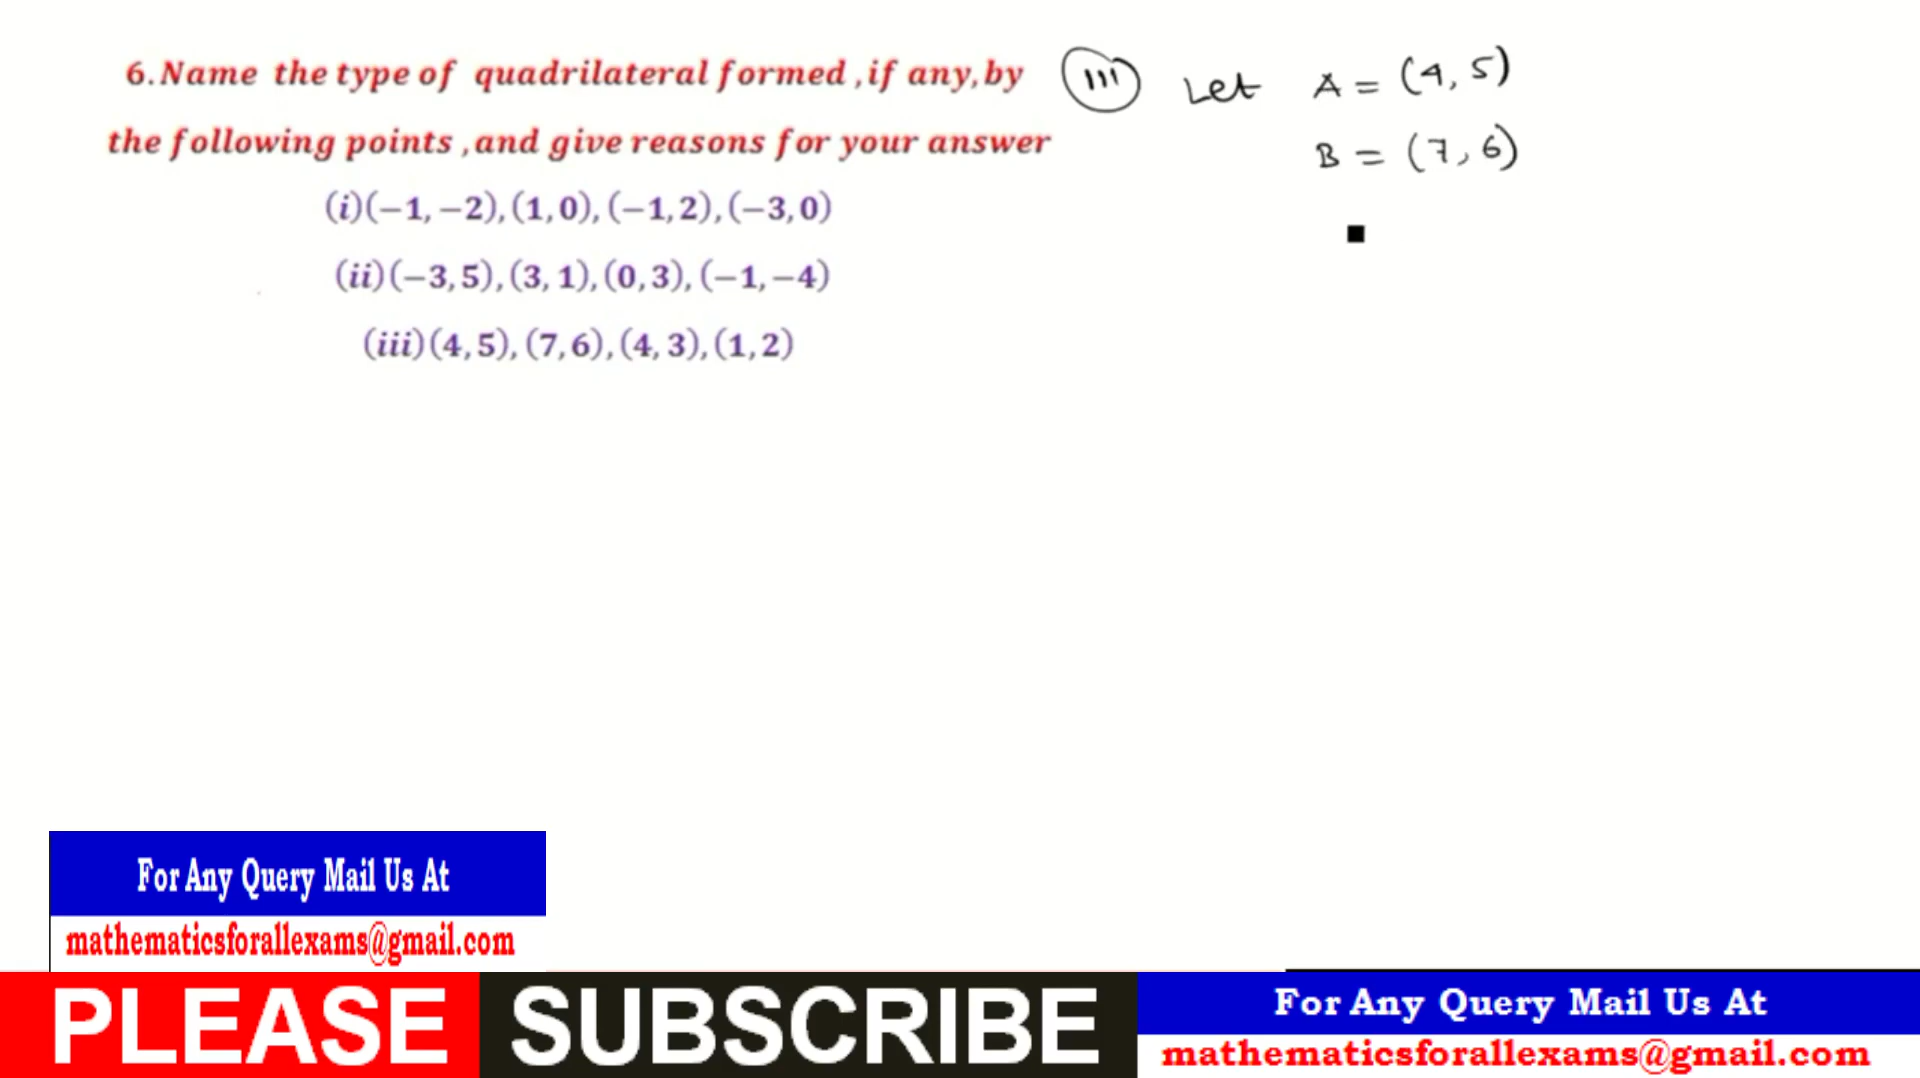 6.Name the type of quadrilateral formed ,if any,by
the following points ,and give reasons for your answer
(i)(−1,−2),(1,0),(−1,2),(−3,0)
(ii)(−3,5),(3,1),(0,3),(−1,−4)
(iii)(4,5),(7,6),(4,3),(1,2)
III Let A = (4, 5)
B = (7, 6)
For Any Query Mail Us At
mathematicsforallexams@gmail.com
PLEASE SUBSCRIBE
For Any Query Mail Us At
mathematicsforallexams@gmail.com